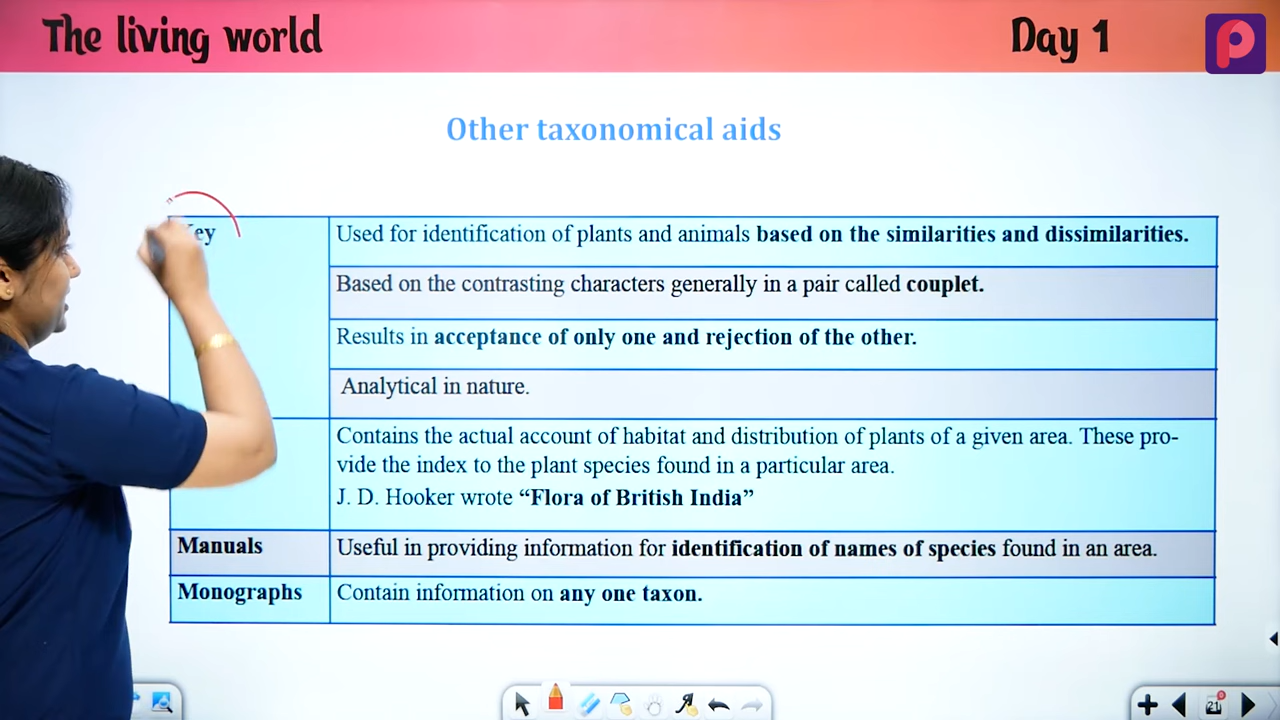 The living world
Day 1
Other taxonomical aids
Key
Used for identification of plants and animals based on the similarities and dissimilarities.
Based on the contrasting characters generally in a pair called couplet.
Results in acceptance of only one and rejection of the other.
Analytical in nature.
Contains the actual account of habitat and distribution of plants of a given area. These pro-
vide the index to the plant species found in a particular area.
J. D. Hooker wrote “Flora of British India”
Manuals
Useful in providing information for identification of names of species found in an area.
Monographs
Contain information on any one taxon.
21